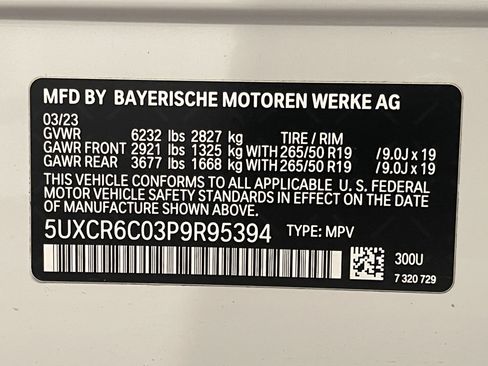 MFD BY BAYERISCHE MOTOREN WERKE AG
03/23
GVWR 6232 lbs 2827 kg TIRE / RIM
GAWR FRONT 2921 lbs 1325 kg WITH 265/50 R19 /9.0J x 19
GAWR REAR 3677 lbs 1668 kg WITH 265/50 R19 /9.0J x 19
THIS VEHICLE CONFORMS TO ALL APPLICABLE U. S. FEDERAL
MOTOR VEHICLE SAFETY STANDARDS IN EFFECT ON THE DATE
OF MANUFACTURE SHOWN ABOVE.
5UXCR6C03P9R95394 TYPE: MPV
300U
7 320 729